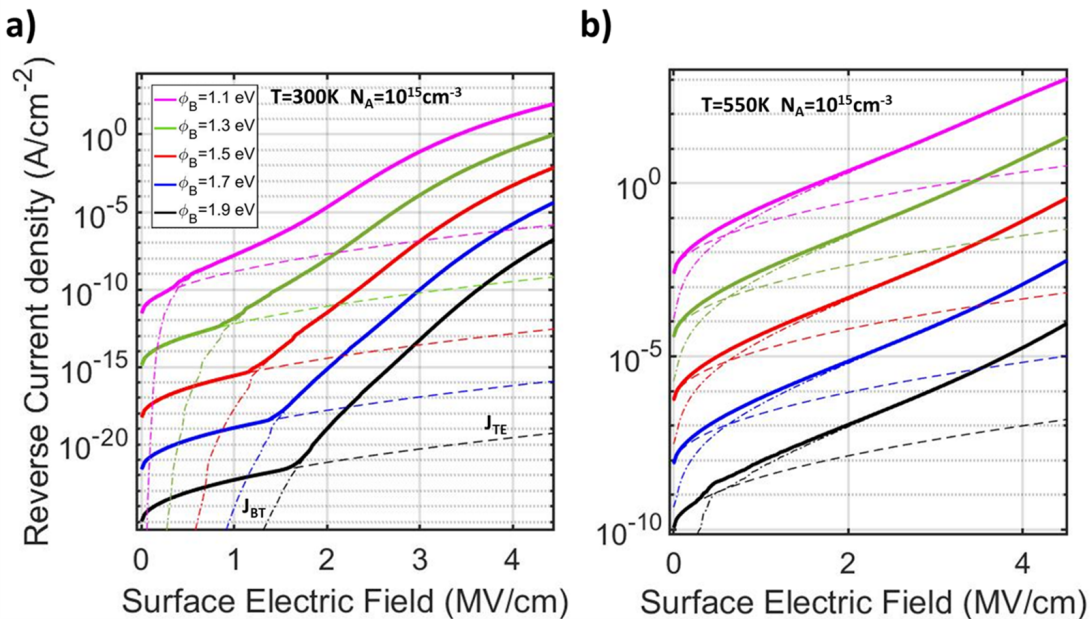 a)
b)
Reverse Current density (A/cm⁻²)
10⁰
10⁻⁵
10⁻¹⁰
10⁻¹⁵
10⁻²⁰
ϕB=1.1 eV
ϕB=1.3 eV
ϕB=1.5 eV
ϕB=1.7 eV
ϕB=1.9 eV
T=300K NA=10¹⁵cm⁻³
JTE
JBT
0 1 2 3 4
Surface Electric Field (MV/cm)
T=550K NA=10¹⁵cm⁻³
10⁰
10⁻⁵
10⁻¹⁰
0 2 4
Surface Electric Field (MV/cm)